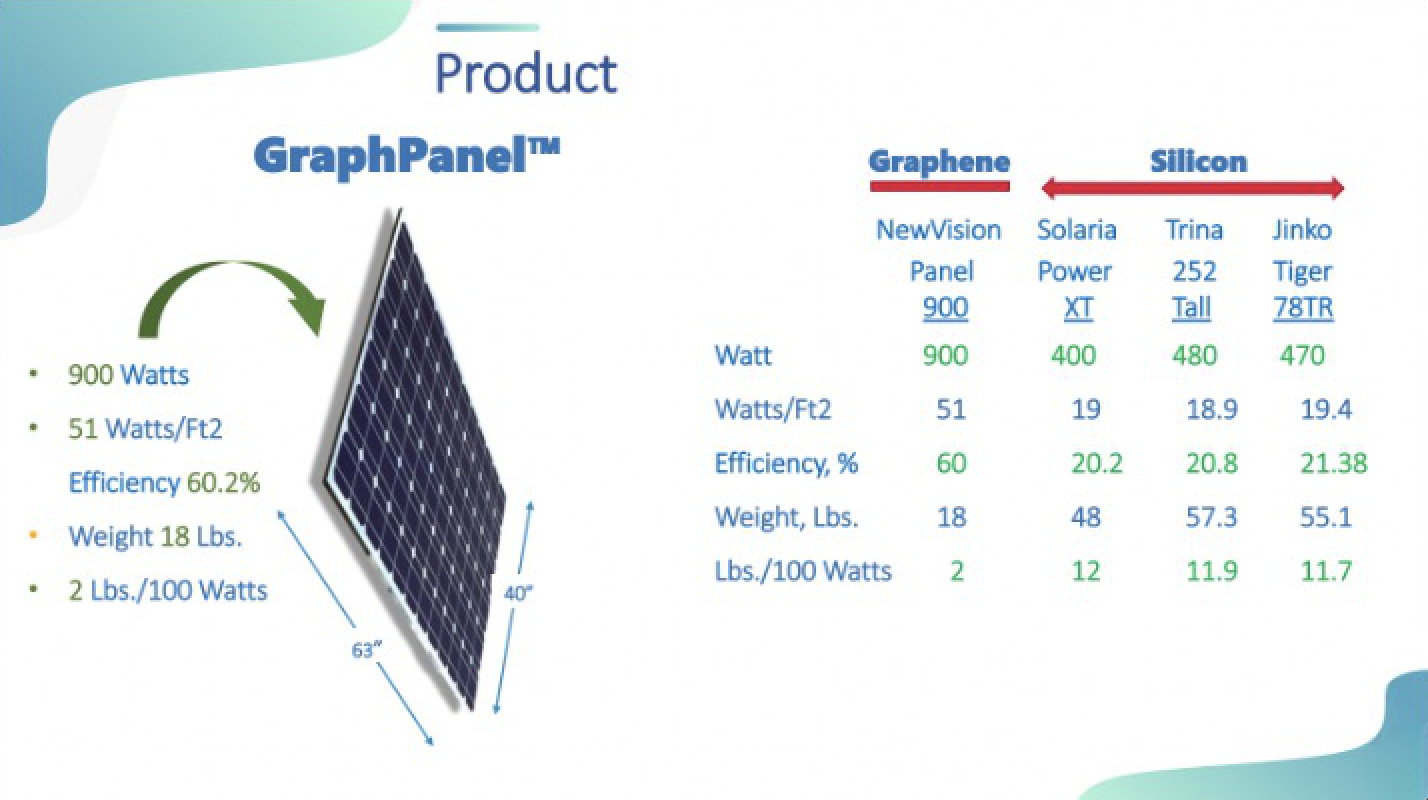 Product
GraphPanel™
• 900 Watts
• 51 Watts/Ft2
Efficiency 60.2%
• Weight 18 Lbs.
• 2 Lbs./100 Watts
63”
40”
Graphene Silicon
NewVision Solaria Trina Jinko
Panel Power 252 Tiger
900 XT Tall 78TR
Watt 900 400 480 470
Watts/Ft2 51 19 18.9 19.4
Efficiency, % 60 20.2 20.8 21.38
Weight, Lbs. 18 48 57.3 55.1
Lbs./100 Watts 2 12 11.9 11.7